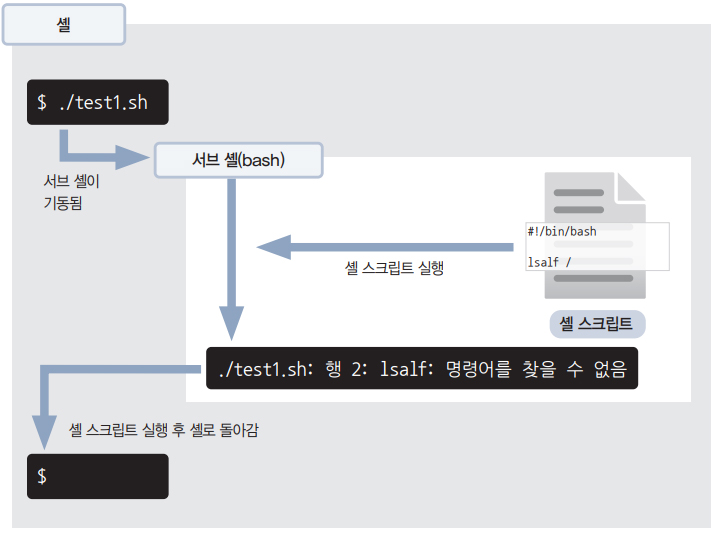 셸
$ ./test1.sh
서브 셸이
기동됨
서브 셸(bash)
#!/bin/bash
lsalf /
셸 스크립트 실행
셸 스크립트
./test1.sh: 행 2: lsalf: 명령어를 찾을 수 없음
셸 스크립트 실행 후 셸로 돌아감
$